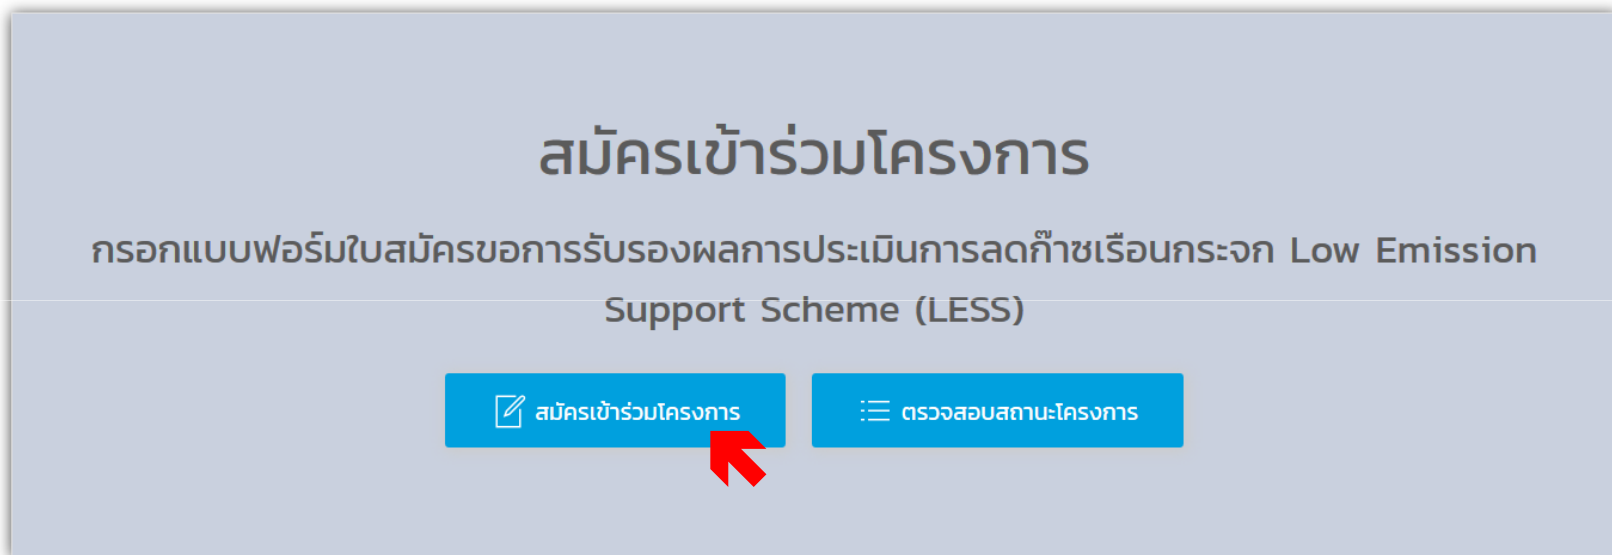 สมัครเข้าร่วมโครงการ
กรอกแบบฟอร์มใบสมัครขอการรับรองผลการประเมินการลดก๊าซเรือนกระจก Low Emission
Support Scheme (LESS)
สมัครเข้าร่วมโครงการ
ตรวจสอบสถานะโครงการ